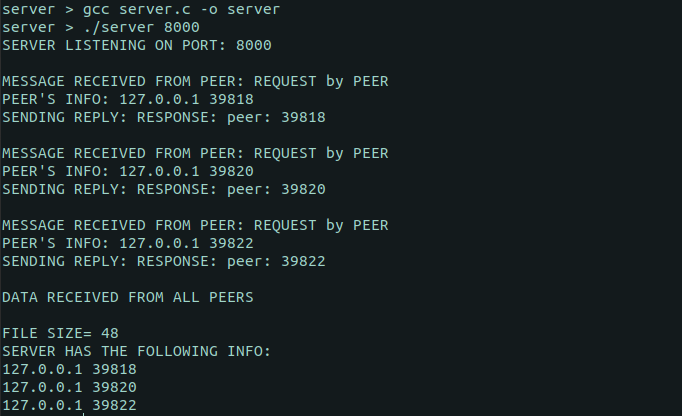 server > gcc server.c -o server
server > ./server 8000
SERVER LISTENING ON PORT: 8000
MESSAGE RECEIVED FROM PEER: REQUEST by PEER
PEER'S INFO: 127.0.0.1 39818
SENDING REPLY: RESPONSE: peer: 39818
MESSAGE RECEIVED FROM PEER: REQUEST by PEER
PEER'S INFO: 127.0.0.1 39820
SENDING REPLY: RESPONSE: peer: 39820
MESSAGE RECEIVED FROM PEER: REQUEST by PEER
PEER'S INFO: 127.0.0.1 39822
SENDING REPLY: RESPONSE: peer: 39822
DATA RECEIVED FROM ALL PEERS
FILE SIZE= 48
SERVER HAS THE FOLLOWING INFO:
127.0.0.1 39818
127.0.0.1 39820
127.0.0.1 39822